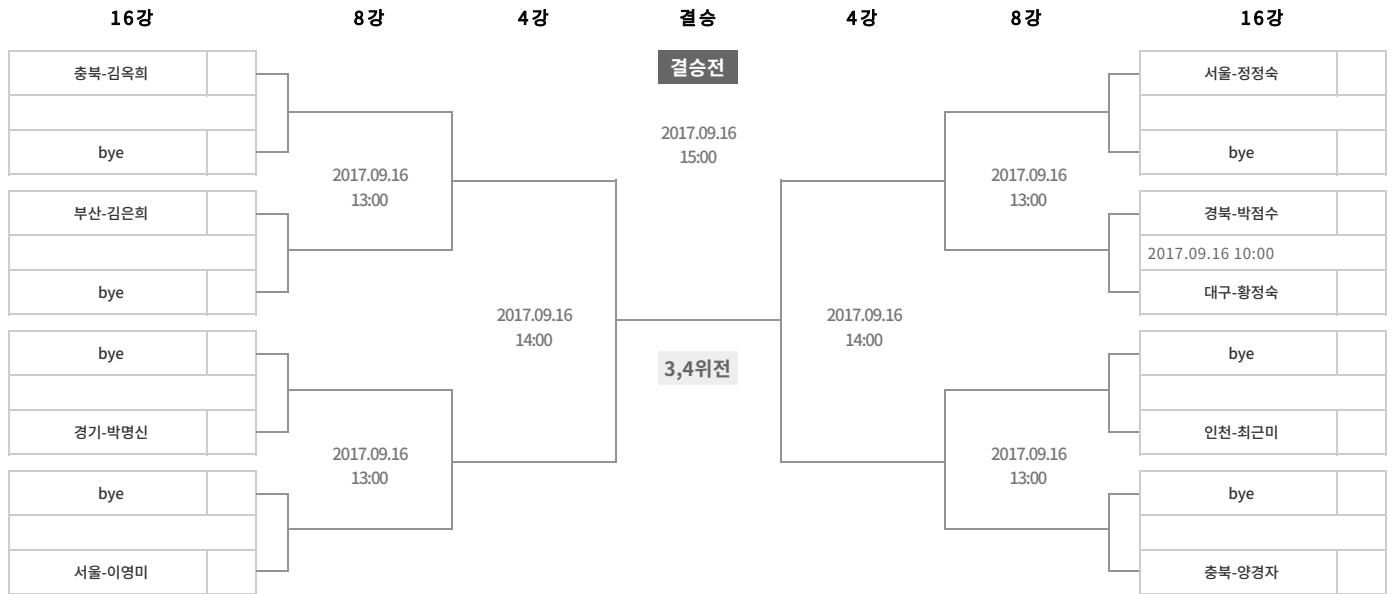 16강 8강 4강 결승 4강 8강 16강
충북-김옥희
bye
부산-김은희
bye
bye
경기-박명신
bye
서울-이영미
2017.09.16
13:00
2017.09.16
13:00
2017.09.16
14:00
결승전
2017.09.16
15:00
3,4위전
2017.09.16
14:00
2017.09.16
13:00
2017.09.16
13:00
서울-정정숙
bye
경북-박점수
2017.09.16 10:00
대구-황정숙
bye
인천-최근미
bye
충북-양경자